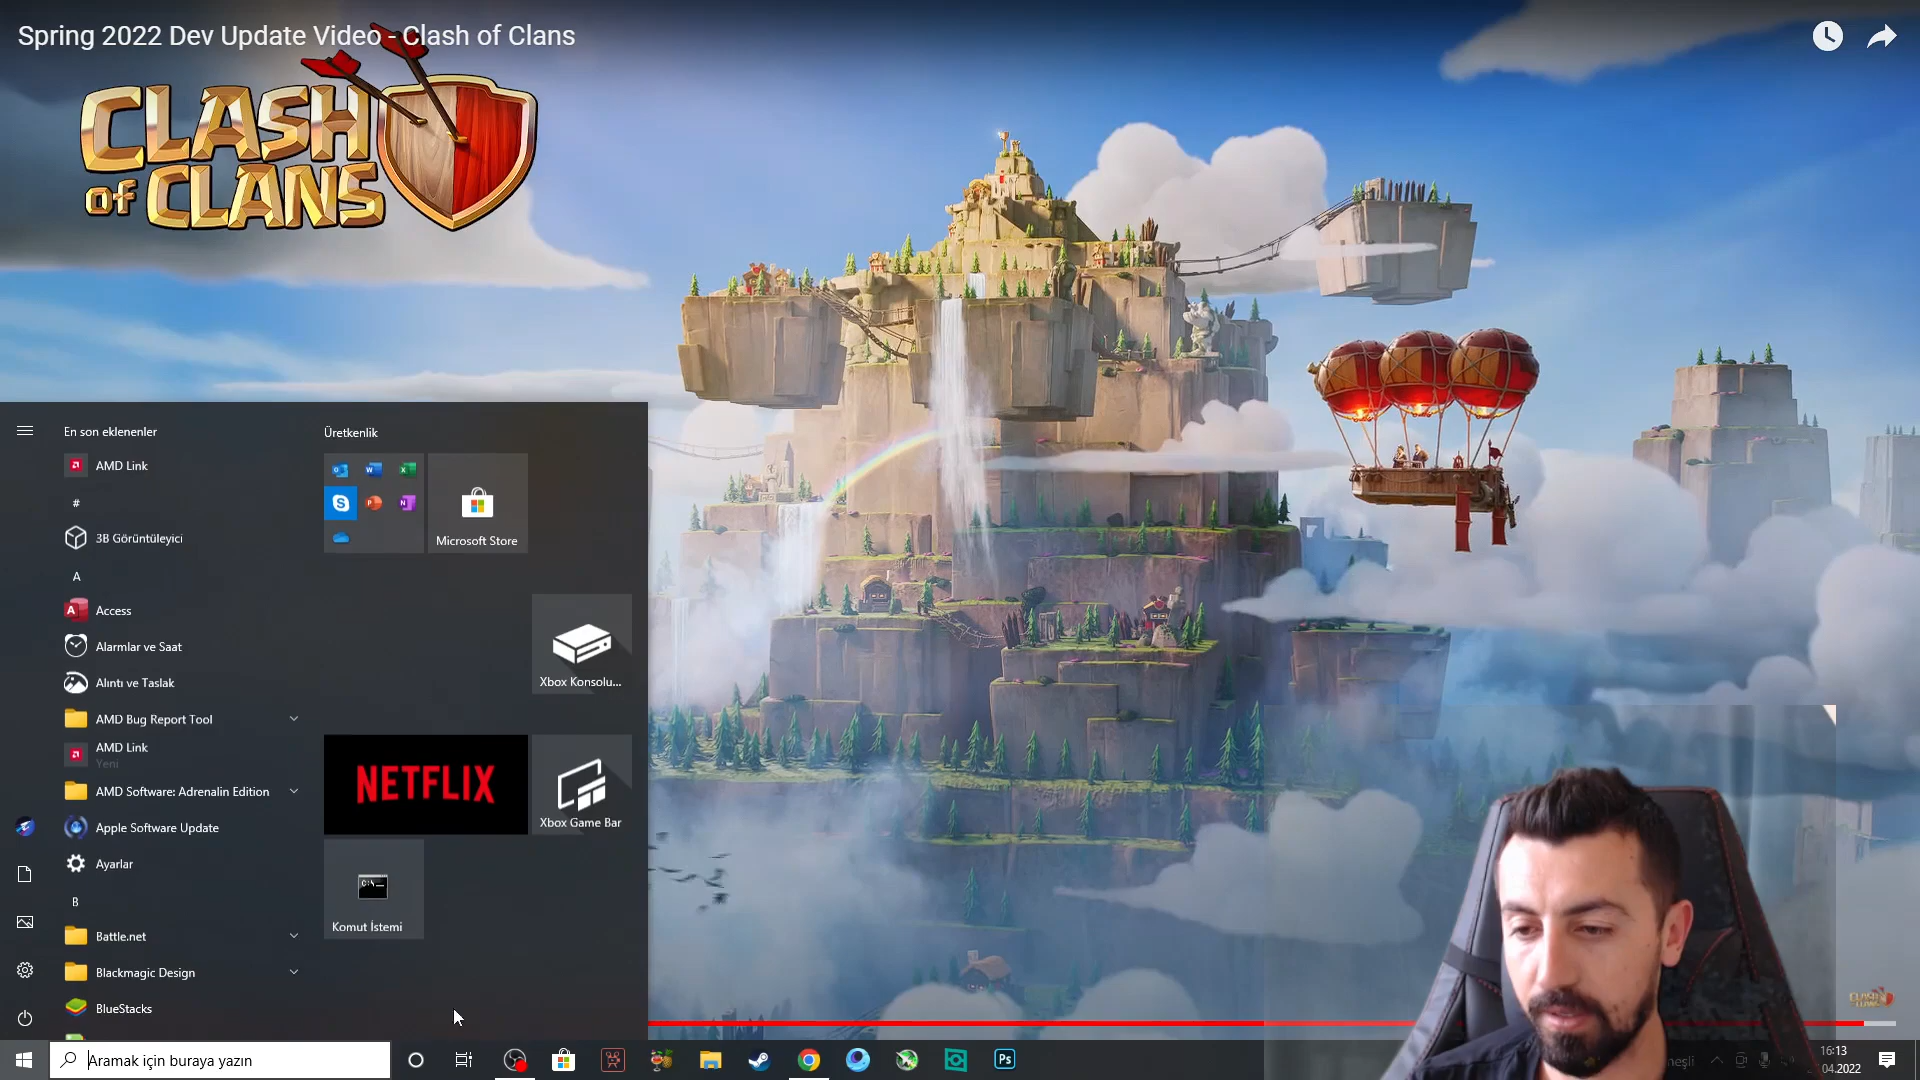 Spring 2022 Dev Update Video - Clash of Clans
CLASH
of CLANS
En son eklenenler
AMD Link
#
3B Görüntüleyici
A
Access
Alarmlar ve Saat
Alıntı ve Taslak
AMD Bug Report Tool
AMD Link
Yeni
AMD Software: Adrenalin Edition
Apple Software Update
Ayarlar
B
Battle.net
Blackmagic Design
BlueStacks
Üretkenlik
Microsoft Store
Xbox Konsolu...
NETFLIX
Xbox Game Bar
Komut İstemi
Aramak için buraya yazın
Ps
16:13
04.2022